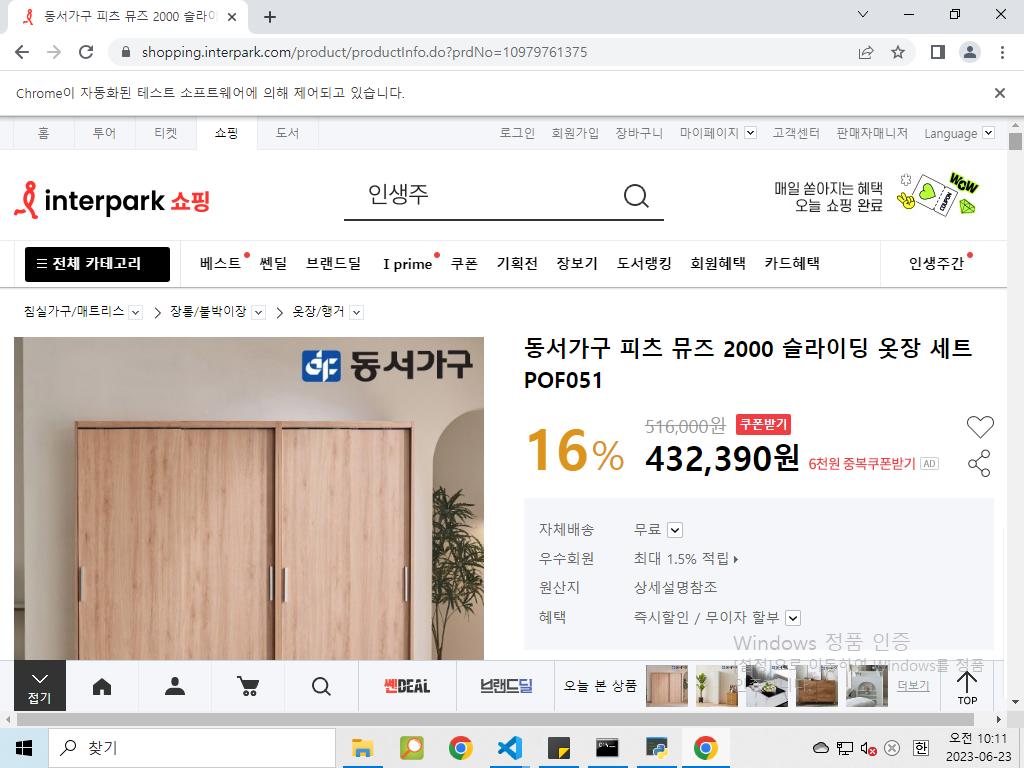 동서가구 피츠 뮤즈 2000 슬라이
shopping.interpark.com/product/productInfo.do?prdNo=10979761375
Chrome이 자동화된 테스트 소프트웨어에 의해 제어되고 있습니다.
홈 투어 티켓 쇼핑 도서 로그인 회원가입 장바구니 마이페이지 고객센터 판매자매니저 Language
interpark 쇼핑
인생주
매일 쏟아지는 혜택
오늘 쇼핑 완료
WOW
COUPON
전체 카테고리 베스트 쎈딜 브랜드딜 I prime 쿠폰 기획전 장보기 도서랭킹 회원혜택 카드혜택 인생주간
침실가구/매트리스 장롱/붙박이장 옷장/행거
동서가구
동서가구 피츠 뮤즈 2000 슬라이딩 옷장 세트
POF051
16%
516,000원 쿠폰받기
432,390원 6천원 중복쿠폰받기 AD
자체배송 무료
우수회원 최대 1.5% 적립
원산지 상세설명참조
혜택 즉시할인 / 무이자 할부
Windows 정품 인증
[설정]으로 이동하여 Windows를 정품
접기
쎈DEAL
브랜드딜
오늘 본 상품
더보기
TOP
찾기
한
오전 10:11
2023-06-23